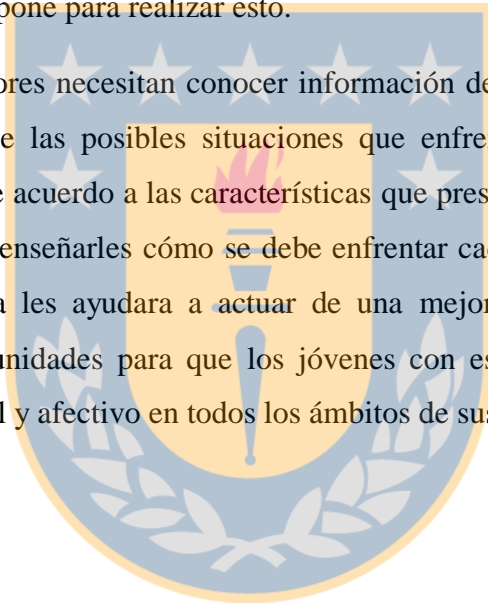 pone para realizar esto.
ores necesitan conocer información de
e las posibles situaciones que enfre
e acuerdo a las características que pres
enseñarles cómo se debe enfrentar ca
a les ayudara a actuar de una mejo
unidades para que los jóvenes con es
l y afectivo en todos los ámbitos de sus